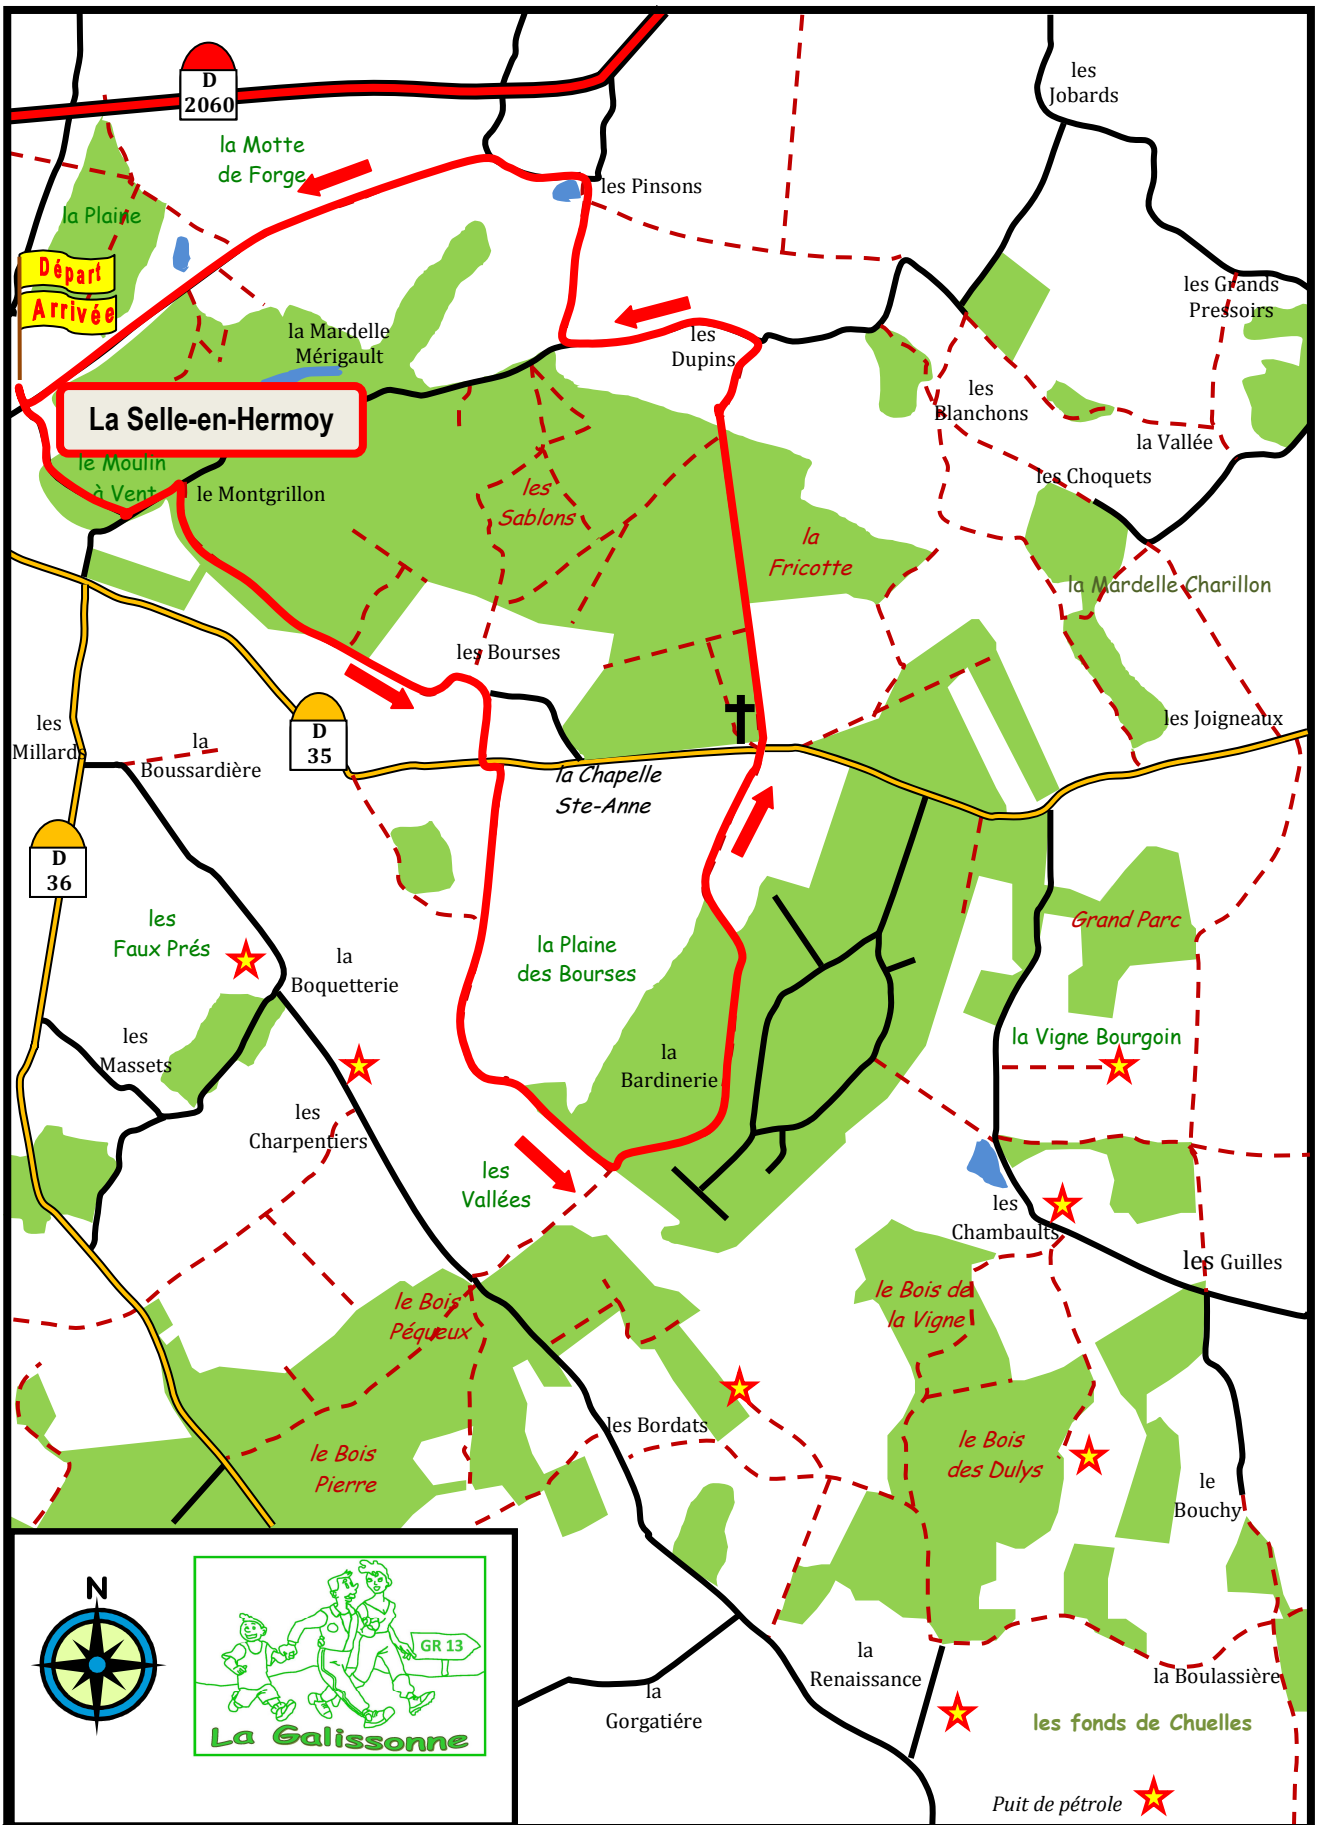 D
2060
les
Jobards
la Motte
de Forge
les Pinsons
la Plaine
Départ
Arrivée
les Grands
Pressoirs
la Mardelle
Mérigault
les
Dupins
les
Blanchons
La Selle-en-Hermoy
la Vallée
le Moulin
à Vent
le Montgrillon
les Choquets
les
Sablons
la
Fricotte
la Mardelle Charillon
les Bourses
les
Millards
la
Boussardière
D
35
les Joigneaux
la Chapelle
Ste-Anne
D
36
les
Faux Prés
la
Boquetterie
la Plaine
des Bourses
Grand Parc
les
Massets
la
Bardinerie
la Vigne Bourgoin
les
Charpentiers
les
Vallées
les
Chambaults
les Guilles
le Bois
Péqueux
le Bois de
la Vigne
les Bordats
le Bois
Pierre
le Bois
des Dulys
le
Bouchy
N
GR 13
La Galissonne
la
Renaissance
la Boulassière
la
Gorgatiére
les fonds de Chuelles
Puit de pétrole